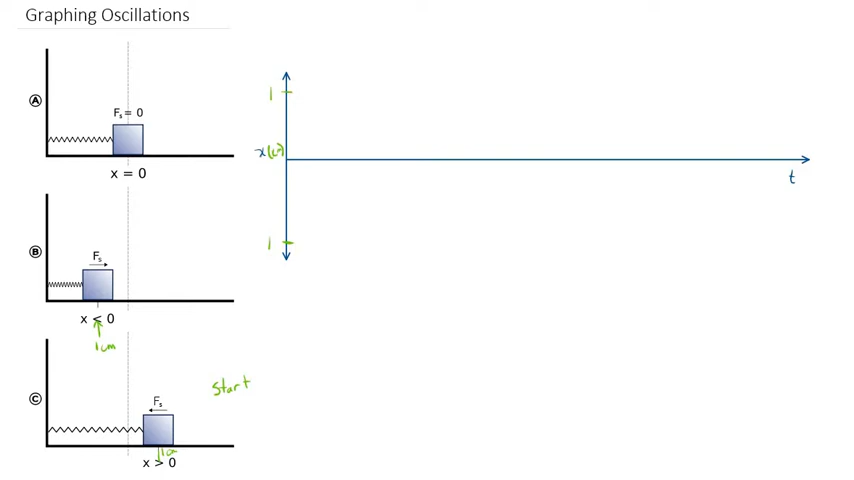 Graphing Oscillations
A
Fs = 0
x = 0
B
Fs
x < 0
1cm
C
Fs
Start
x > 0
1
x
1
t